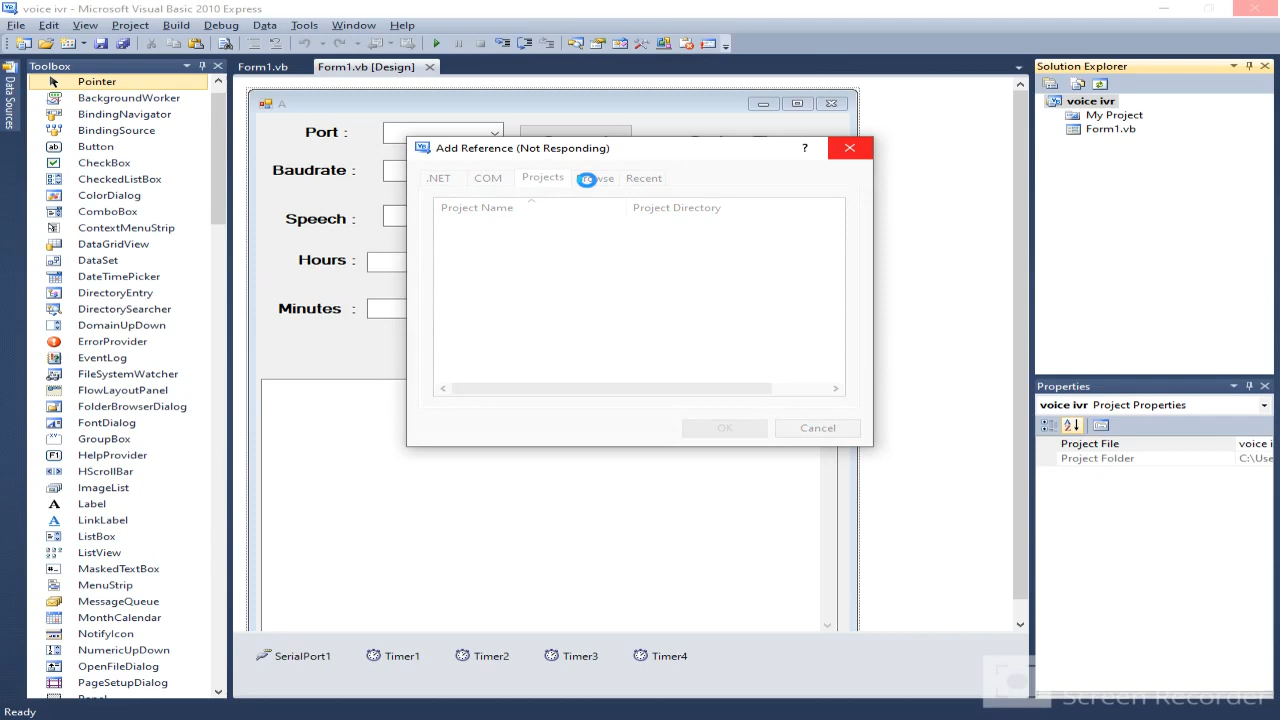 voice ivr - Microsoft Visual Basic 2010 Express
File Edit View Project Build Debug Data Tools Window Help
Data Sources
Toolbox
Pointer
BackgroundWorker
BindingNavigator
BindingSource
Button
CheckBox
CheckedListBox
ColorDialog
ComboBox
ContextMenuStrip
DataGridView
DataSet
DateTimePicker
DirectoryEntry
DirectorySearcher
DomainUpDown
ErrorProvider
EventLog
FileSystemWatcher
FlowLayoutPanel
FolderBrowserDialog
FontDialog
GroupBox
HelpProvider
HScrollBar
ImageList
Label
LinkLabel
ListBox
ListView
MaskedTextBox
MenuStrip
MessageQueue
MonthCalendar
NotifyIcon
NumericUpDown
OpenFileDialog
PageSetupDialog
Form1.vb Form1.vb [Design]
A
Port :
Baudrate :
Speech :
Hours :
Minutes :
Add Reference (Not Responding)
.NET COM Projects Browse Recent
Project Name Project Directory
OK Cancel
SerialPort1 Timer1 Timer2 Timer3 Timer4
Solution Explorer
voice ivr
My Project
Form1.vb
Properties
voice ivr Project Properties
Project File voice i
Project Folder C:\Use
Screen Recorder
Ready